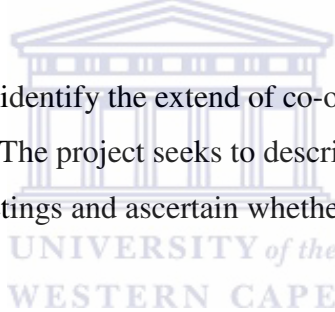 identify the extend of co-o
The project seeks to descri
tings and ascertain whethe
UNIVERSITY of the
WESTERN CAPE